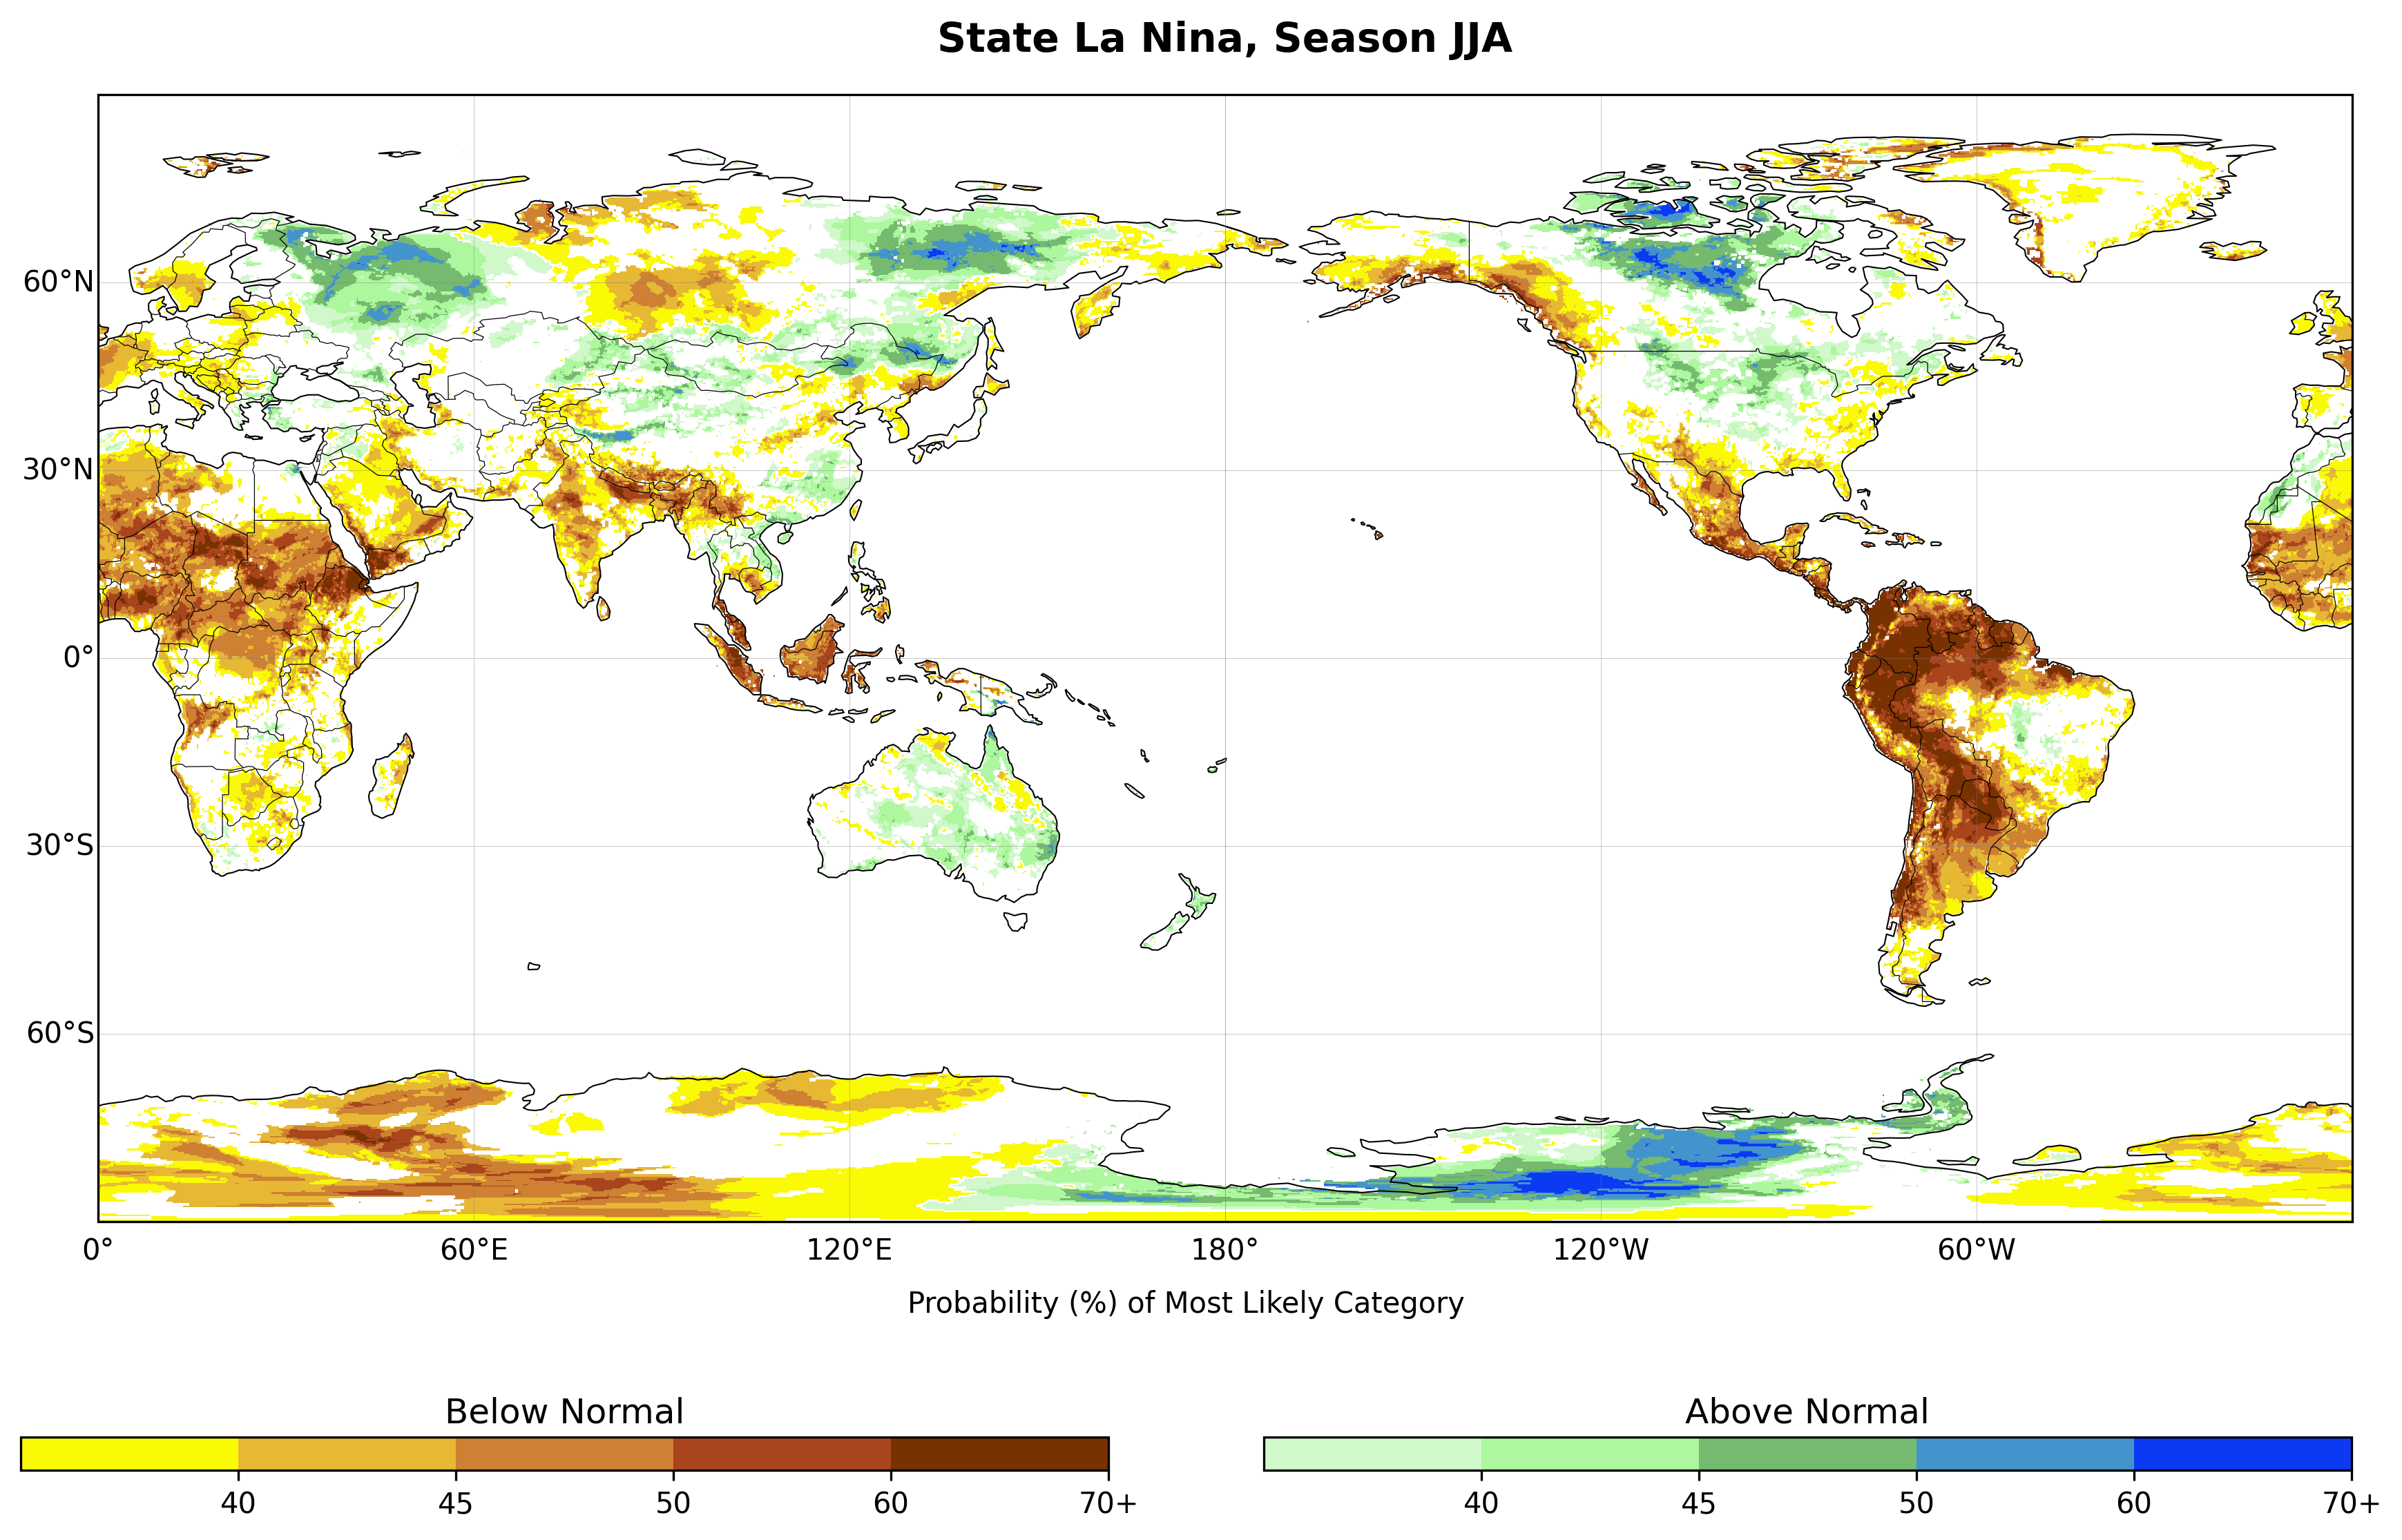 State La Nina, Season JJA
60°N
30°N
0°
30°S
60°S
0° 60°E 120°E 180° 120°W 60°W
Probability (%) of Most Likely Category
Below Normal Above Normal
40 45 50 60 70+ 40 45 50 60 70+